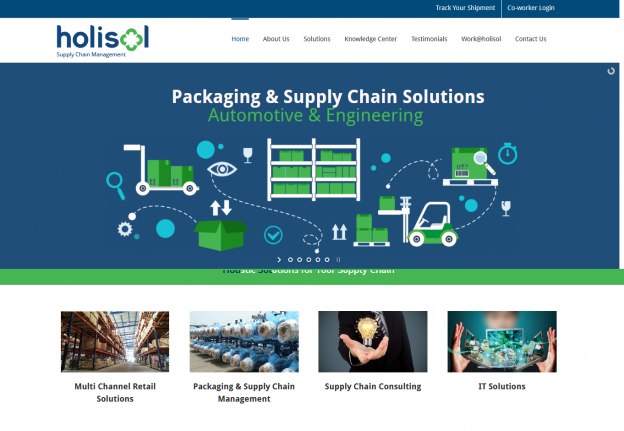 Track Your Shipment Co-worker Login
holisol
Supply Chain Management
Home About Us Solutions Knowledge Center Testimonials Work@holisol Contact Us
Packaging & Supply Chain Solutions
Automotive & Engineering
Holistic Solutions for Your Supply Chain
Multi Channel Retail Solutions
Packaging & Supply Chain Management
Supply Chain Consulting
IT Solutions